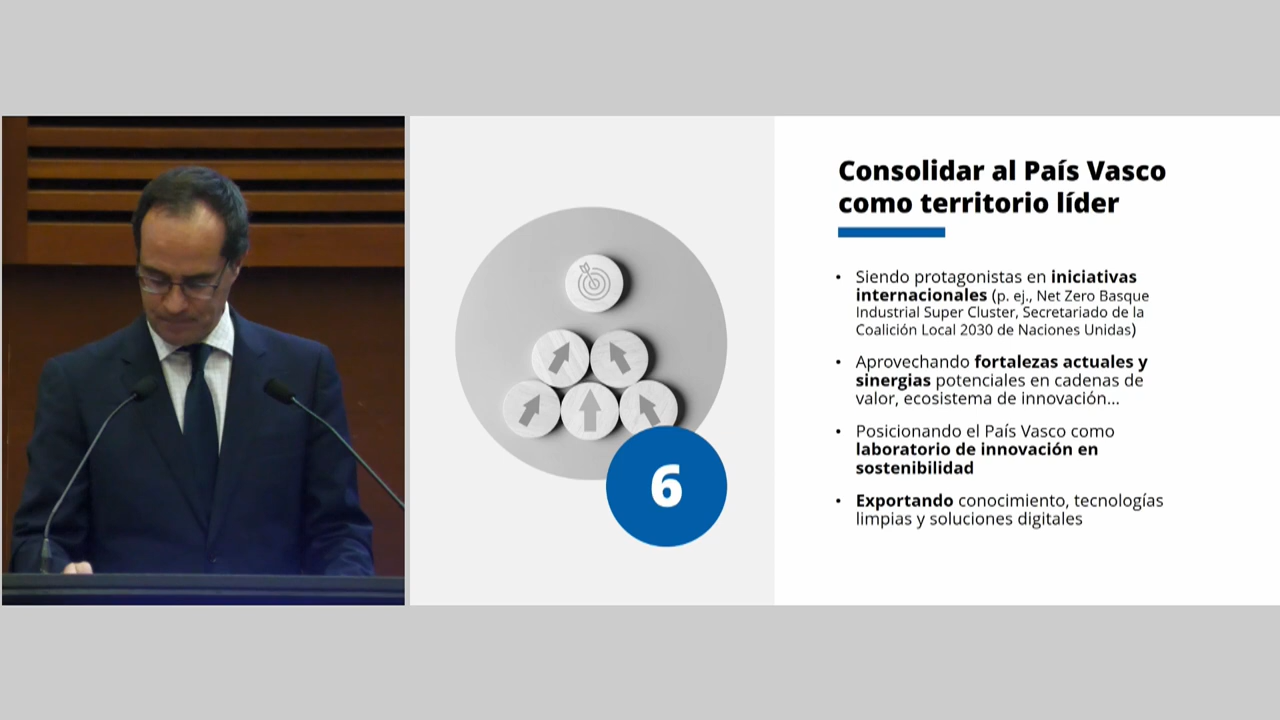 Consolidar al País Vasco
como territorio líder
• Siendo protagonistas en iniciativas
internacionales (p. ej., Net Zero Basque
Industrial Super Cluster, Secretariado de la
Coalición Local 2030 de Naciones Unidas)
• Aprovechando fortalezas actuales y
sinergias potenciales en cadenas de
valor, ecosistema de innovación...
• Posicionando el País Vasco como
laboratorio de innovación en
sostenibilidad
• Exportando conocimiento, tecnologías
limpias y soluciones digitales
6